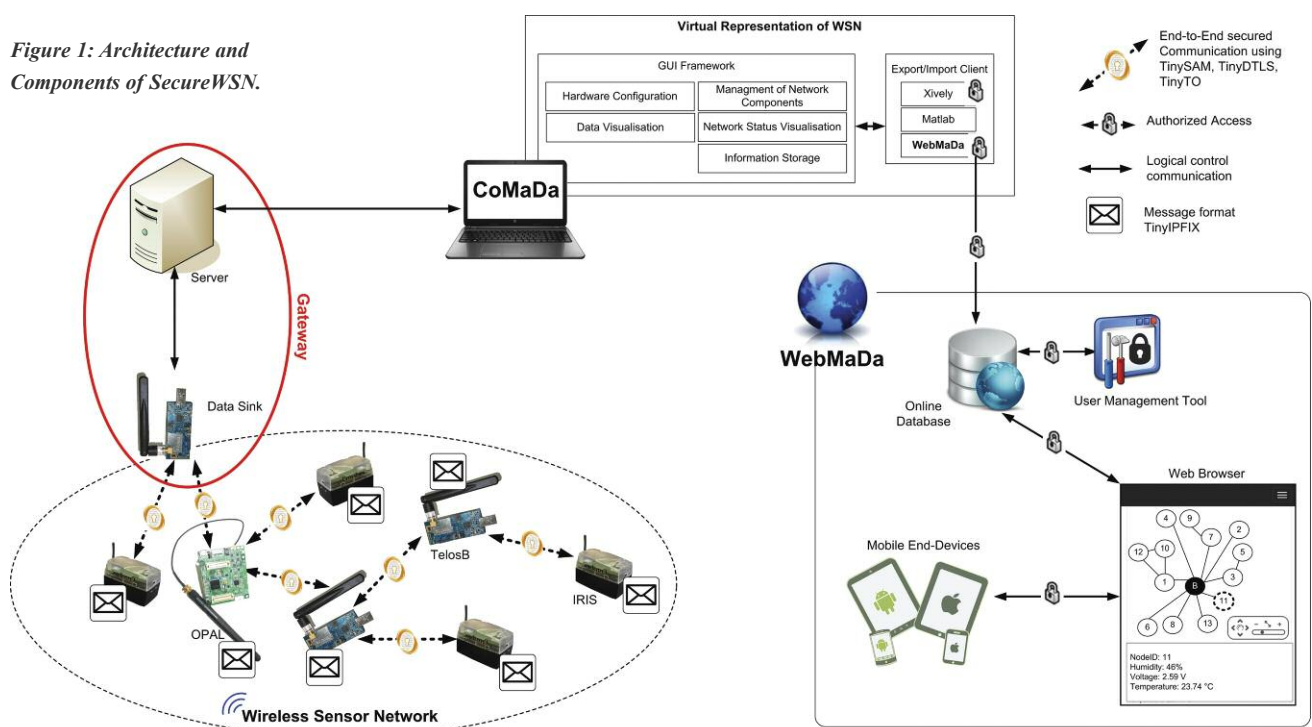 Figure 1: Architecture and
Components of SecureWSN.
Virtual Representation of WSN
GUI Framework
Hardware Configuration
Managment of Network
Components
Data Visualisation
Network Status Visualisation
Information Storage
Export/Import Client
Xively
Matlab
WebMaDa
End-to-End secured
Communication using
TinySAM, TinyDTLS,
TinyTO
Authorized Access
Logical control
communication
Message format
TinyIPFIX
CoMaDa
Server
Gateway
Data Sink
TelosB
IRIS
OPAL
Wireless Sensor Network
WebMaDa
Online
Database
User Management Tool
Web Browser
Mobile End-Devices
4
9
2
7
12
10
5
1
3
B
11
6
8
13
NodeID: 11
Humidity: 46%
Voltage: 2.59 V
Temperature: 23.74 °C